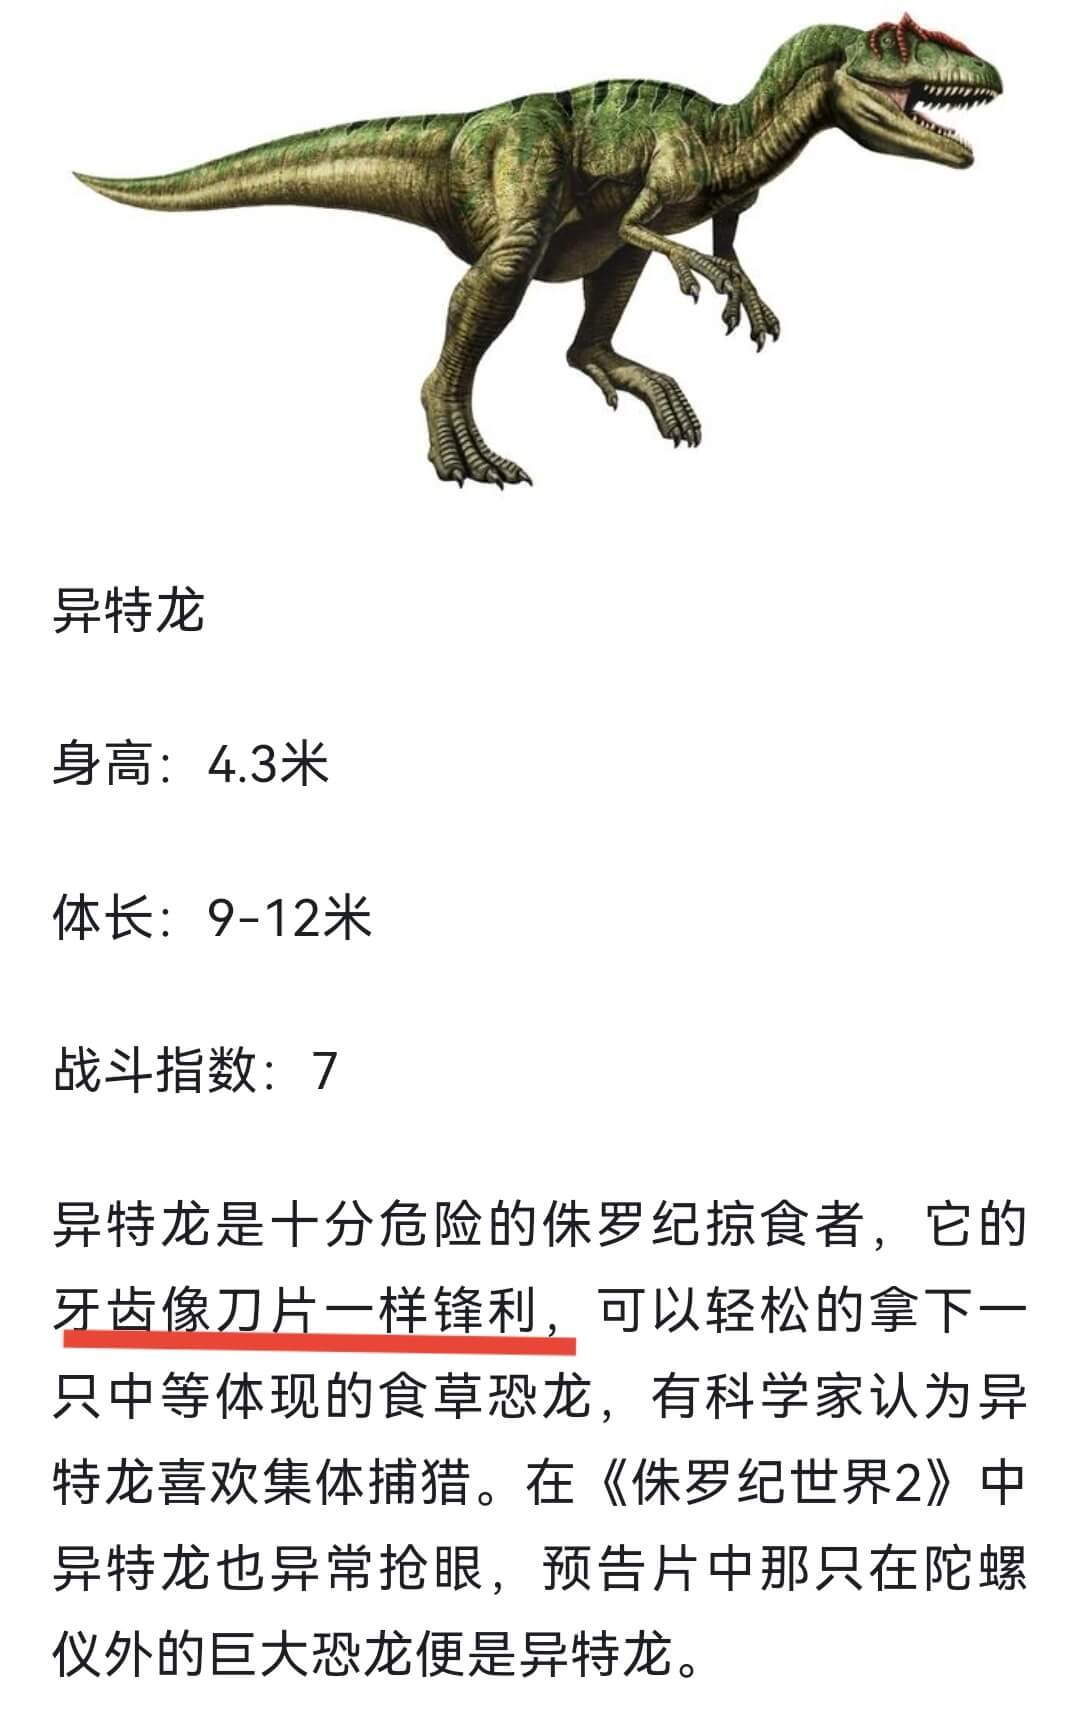 异特龙
身高：4.3米
体长：9-12米
战斗指数：7
异特龙是十分危险的侏罗纪掠食者，它的
牙齿像刀片一样锋利，可以轻松的拿下一
只中等体现的食草恐龙，有科学家认为异
特龙喜欢集体捕猎。在《侏罗纪世界2》中
异特龙也异常抢眼，预告片中那只在陀螺
仪外的巨大恐龙便是异特龙。